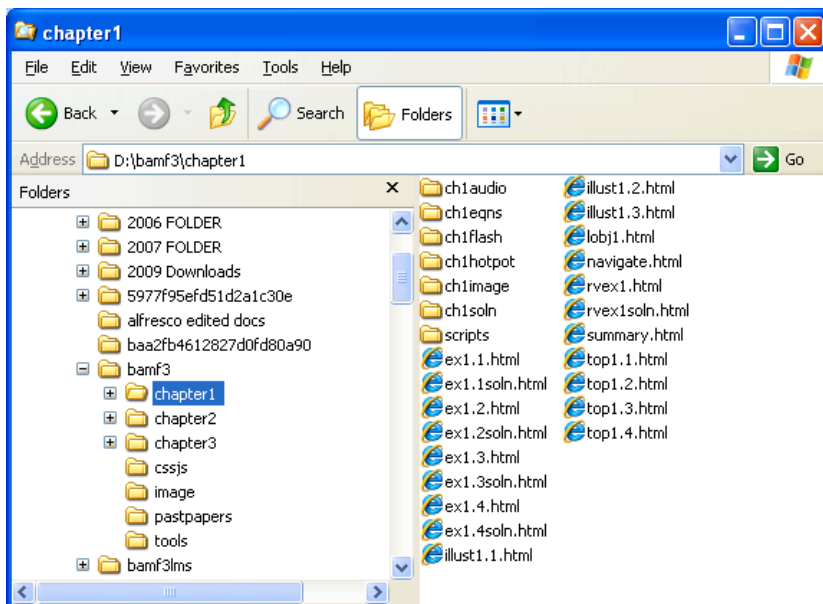 chapter1
File Edit View Favorites Tools Help
Back Search Folders
Address D:\bamf3\chapter1 Go
Folders
2006 FOLDER
2007 FOLDER
2009 Downloads
5977f95efd51d2a1c30e
alfresco edited docs
baa2fb4612827d0fd80a90
bamf3
chapter1
chapter2
chapter3
cssjs
image
pastpapers
tools
bamf3lms
ch1audio
ch1eqns
ch1flash
ch1hotpot
ch1image
ch1soln
scripts
ex1.1.html
ex1.1soln.html
ex1.2.html
ex1.2soln.html
ex1.3.html
ex1.3soln.html
ex1.4.html
ex1.4soln.html
illust1.1.html
illust1.2.html
illust1.3.html
lobj1.html
navigate.html
rvex1.html
rvex1soln.html
summary.html
top1.1.html
top1.2.html
top1.3.html
top1.4.html